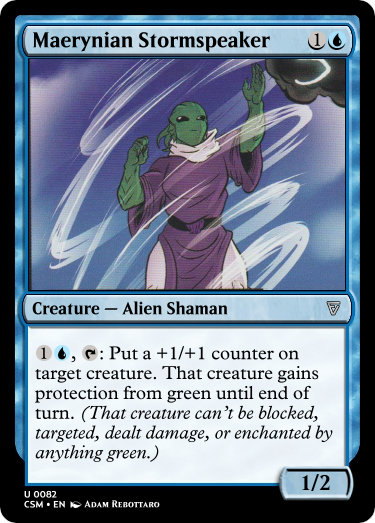 Maerynian Stormspeaker 1
Creature — Alien Shaman
1, : Put a +1/+1 counter on
target creature. That creature gains
protection from green until end of
turn. (That creature can't be blocked,
targeted, dealt damage, or enchanted by
anything green.)
1/2
U 0082
CSM • EN Adam Rebottaro